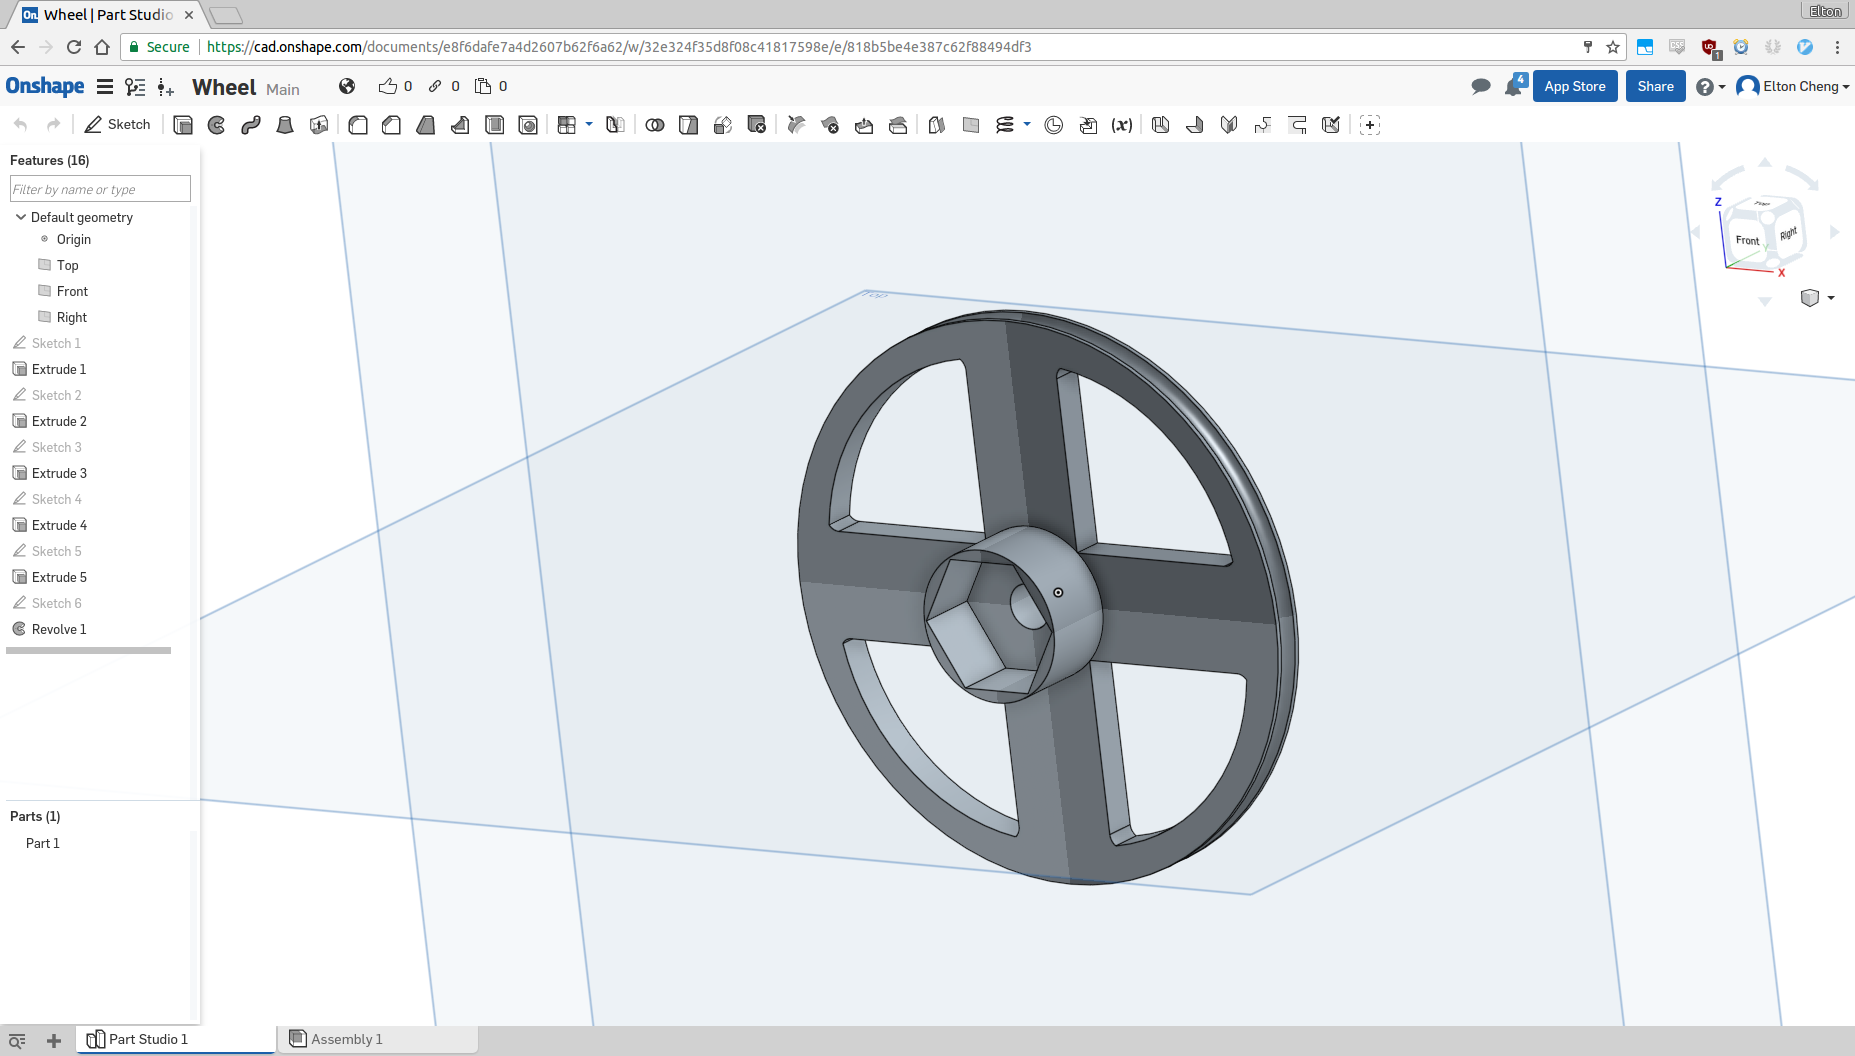 On Wheel | Part Studio
Elton
Secure https://cad.onshape.com/documents/e8f6dafe7a4d2607b62f6a62/w/32e324f35d8f08c41817598e/e/818b5be4e387c62f88494df3
1
Onshape Wheel Main 0 0 0 4 App Store Share Elton Cheng
Sketch (x)
Features (16)
Filter by name or type
Default geometry
Origin
Top
Front
Right
Sketch 1
Extrude 1
Sketch 2
Extrude 2
Sketch 3
Extrude 3
Sketch 4
Extrude 4
Sketch 5
Extrude 5
Sketch 6
Revolve 1
Parts (1)
Part 1
Top
Z
Top
Front Right
Y
X
Part Studio 1
Assembly 1